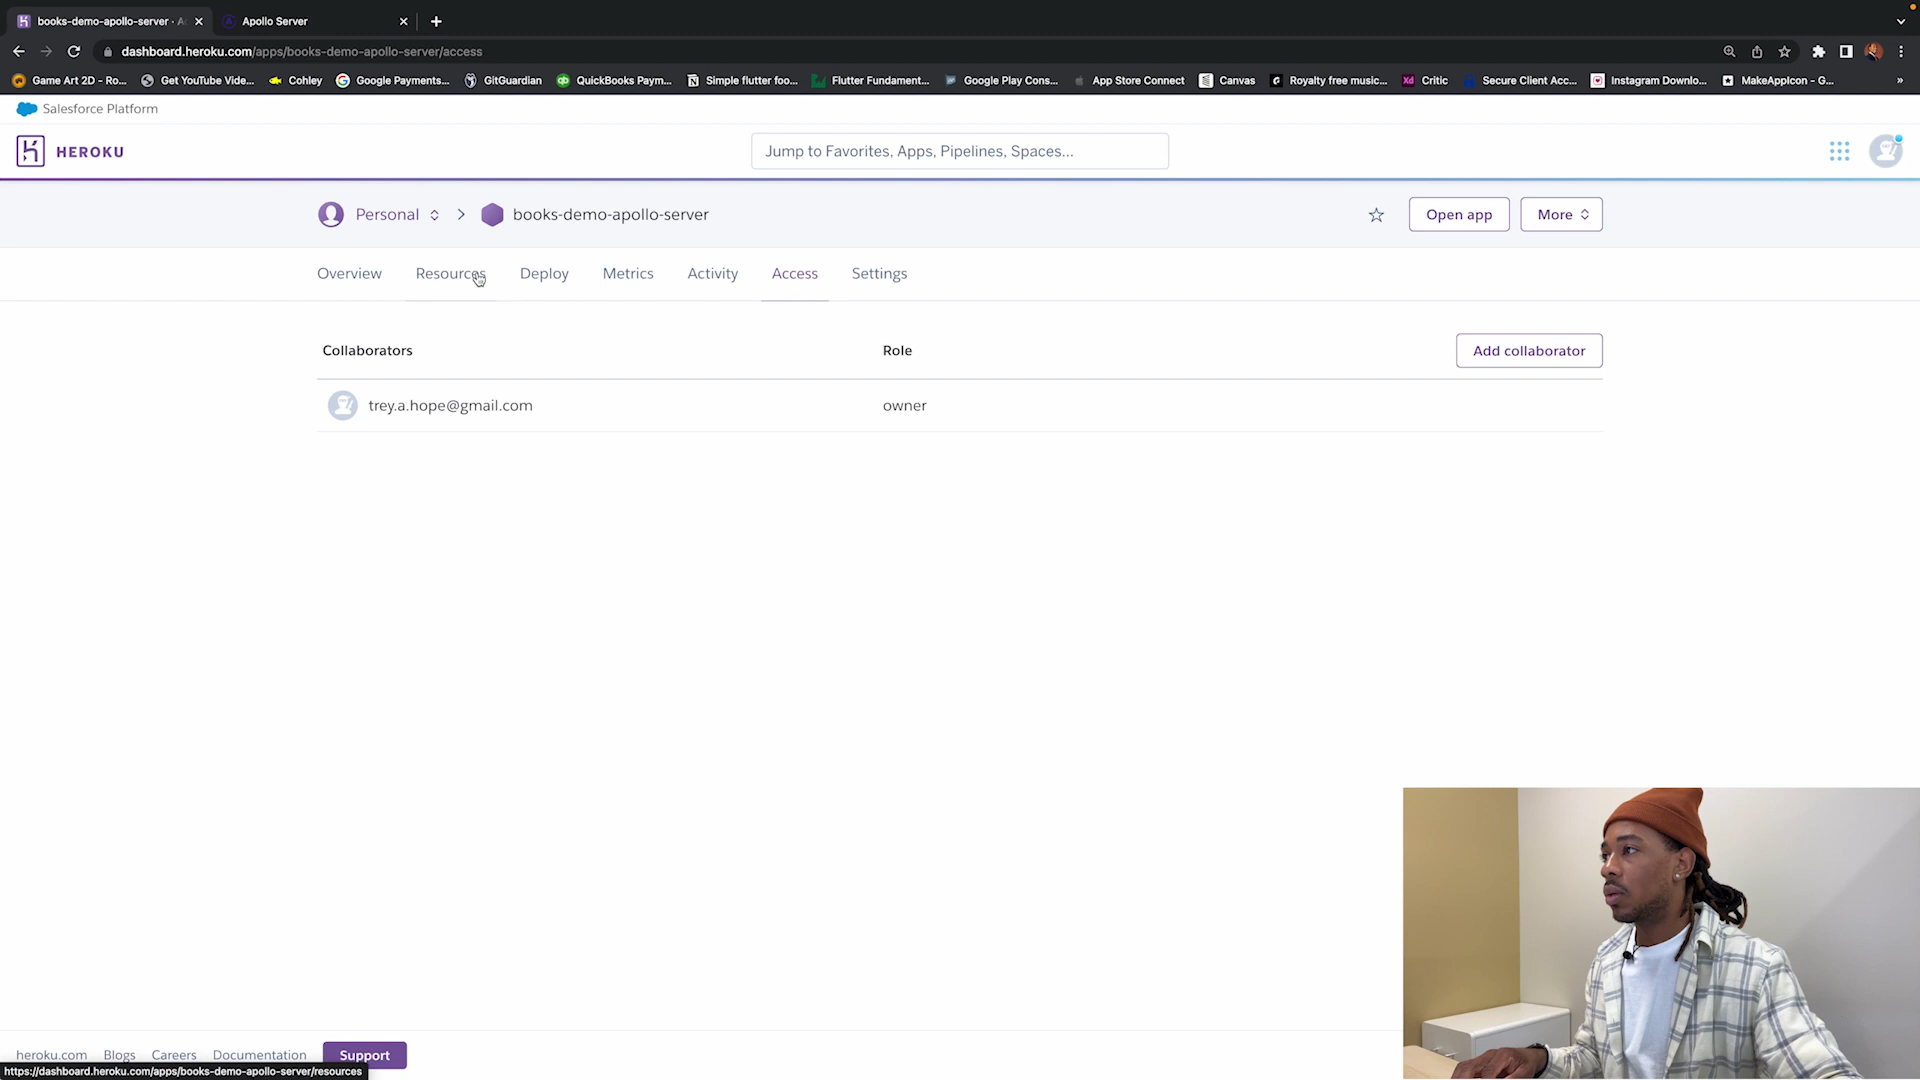 books-demo-apollo-server · A
Apollo Server
dashboard.heroku.com/apps/books-demo-apollo-server/access
Game Art 2D - Ro...
Get YouTube Vide...
Cohley
Google Payments...
GitGuardian
QuickBooks Paym...
Simple flutter foo...
Flutter Fundament...
Google Play Cons...
App Store Connect
Canvas
Royalty free music...
Xd Critic
Secure Client Acc...
Instagram Downlo...
MakeAppIcon - G...
»
Salesforce Platform
HEROKU
Jump to Favorites, Apps, Pipelines, Spaces...
Personal
books-demo-apollo-server
Open app
More
Overview
Resources
Deploy
Metrics
Activity
Access
Settings
Collaborators
Role
Add collaborator
trey.a.hope@gmail.com
owner
heroku.com
Blogs
Careers
Documentation
Support
https://dashboard.heroku.com/apps/books-demo-apollo-server/resources